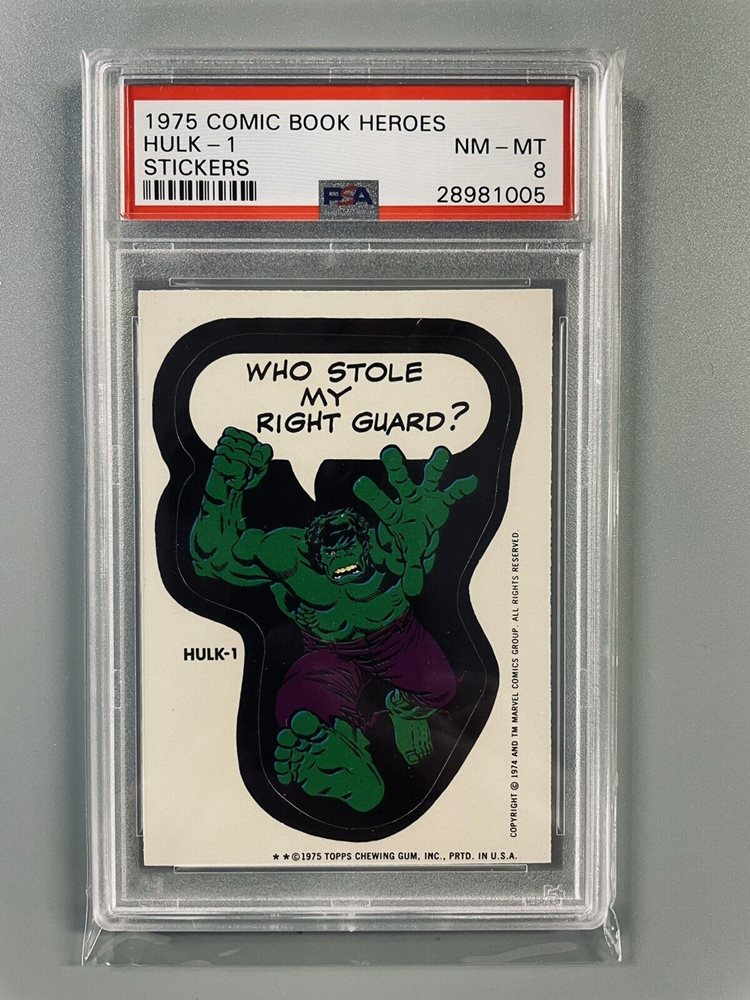 1975 COMIC BOOK HEROES
HULK - 1
NM - MT
STICKERS
8
PSA
28981005
WHO STOLE
MY
RIGHT GUARD?
HULK-1
COPYRIGHT © 1974 AND TM MARVEL COMICS GROUP. ALL RIGHTS RESERVED.
★ ★ © 1975 TOPPS CHEWING GUM, INC., PRTD. IN U.S.A.